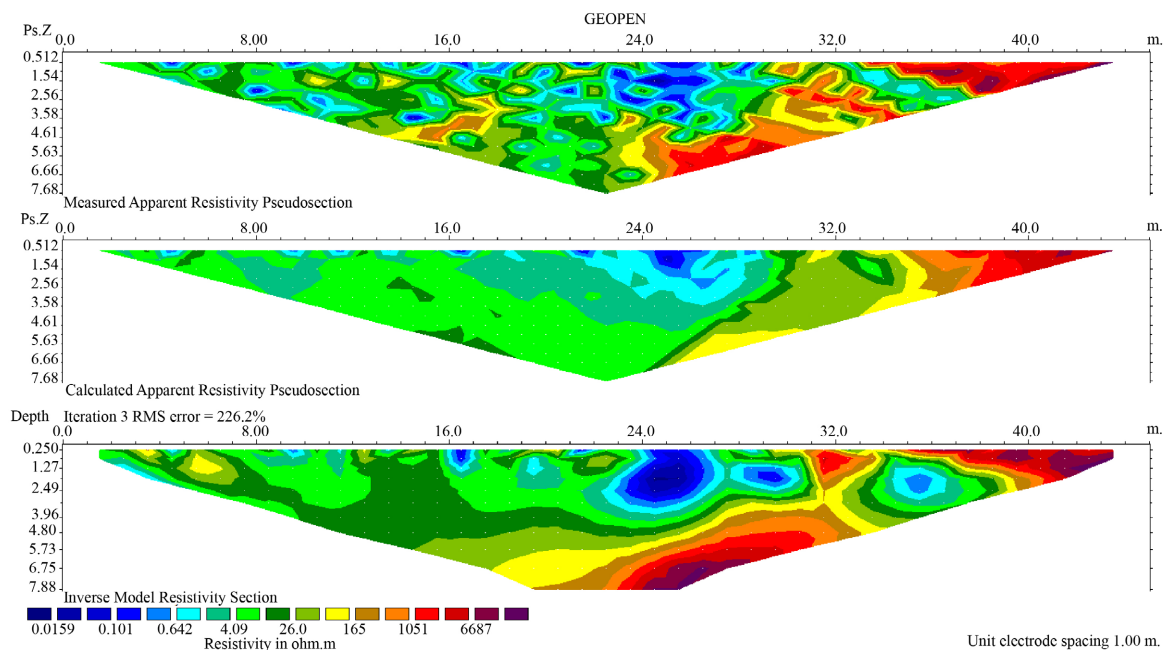 GEOPEN
Ps.Z 0.0 8.00 16.0 24.0 32.0 40.0 m.
0.512
1.54
2.56
3.58
4.61
5.63
6.66
7.68
Measured Apparent Resistivity Pseudosection
Ps.Z 0.0 8.00 16.0 24.0 32.0 40.0 m.
0.512
1.54
2.56
3.58
4.61
5.63
6.66
7.68
Calculated Apparent Resistivity Pseudosection
Depth Iteration 3 RMS error = 226.2%
0.0 8.00 16.0 24.0 32.0 40.0 m.
0.250
1.27
2.49
3.96
4.80
5.73
6.75
7.88
Inverse Model Resistivity Section
0.0159 0.101 0.642 4.09 26.0 165 1051 6687
Resistivity in ohm.m
Unit electrode spacing 1.00 m.